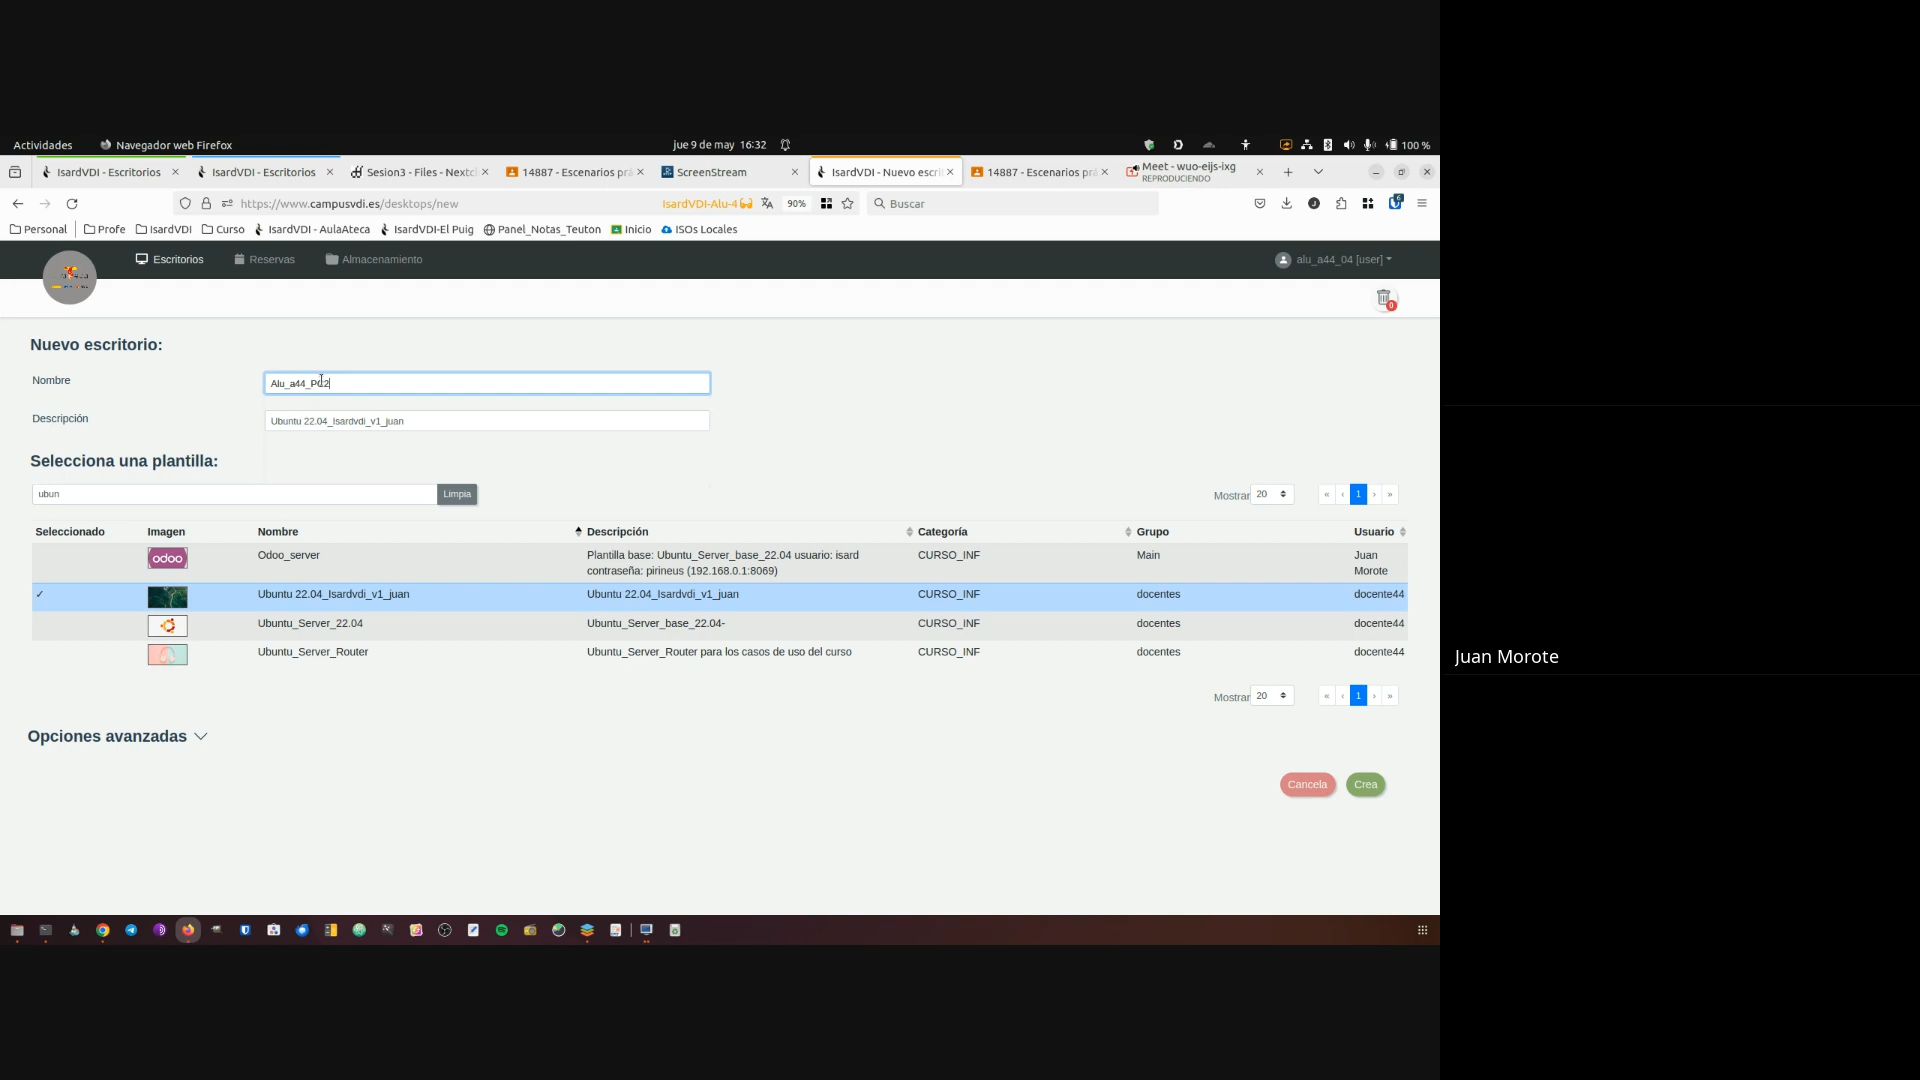 Actividades Navegador web Firefox jue 9 de may 16:32 100 %
IsardVDI - Escritorios IsardVDI - Escritorios Sesion3 - Files - Nextcl 14887 - Escenarios prá ScreenStream IsardVDI - Nuevo escri 14887 - Escenarios prá Meet - wuo-eijs-ixg
REPRODUCIENDO
https://www.campusvdi.es/desktops/new IsardVDI-Alu-4 90% Buscar
Personal Profe IsardVDI Curso IsardVDI - AulaAteca IsardVDI-El Puig Panel_Notas_Teuton Inicio ISOs Locales
Escritorios Reservas Almacenamiento alu_a44_04 [user]
0
Nuevo escritorio:
Nombre Alu_a44_PC2
Descripción Ubuntu 22.04_Isardvdi_v1_juan
Selecciona una plantilla:
ubun Limpia Mostrar 20 « ‹ 1 › »
Seleccionado Imagen Nombre Descripción Categoría Grupo Usuario
odoo Odoo_server Plantilla base: Ubuntu_Server_base_22.04 usuario: isard CURSO_INF Main Juan
contraseña: pirineus (192.168.0.1:8069) Morote
✓ Ubuntu 22.04_Isardvdi_v1_juan Ubuntu 22.04_Isardvdi_v1_juan CURSO_INF docentes docente44
Ubuntu_Server_22.04 Ubuntu_Server_base_22.04- CURSO_INF docentes docente44
Ubuntu_Server_Router Ubuntu_Server_Router para los casos de uso del curso CURSO_INF docentes docente44
Mostrar 20 « ‹ 1 › »
Opciones avanzadas
Cancela Crea
Juan Morote